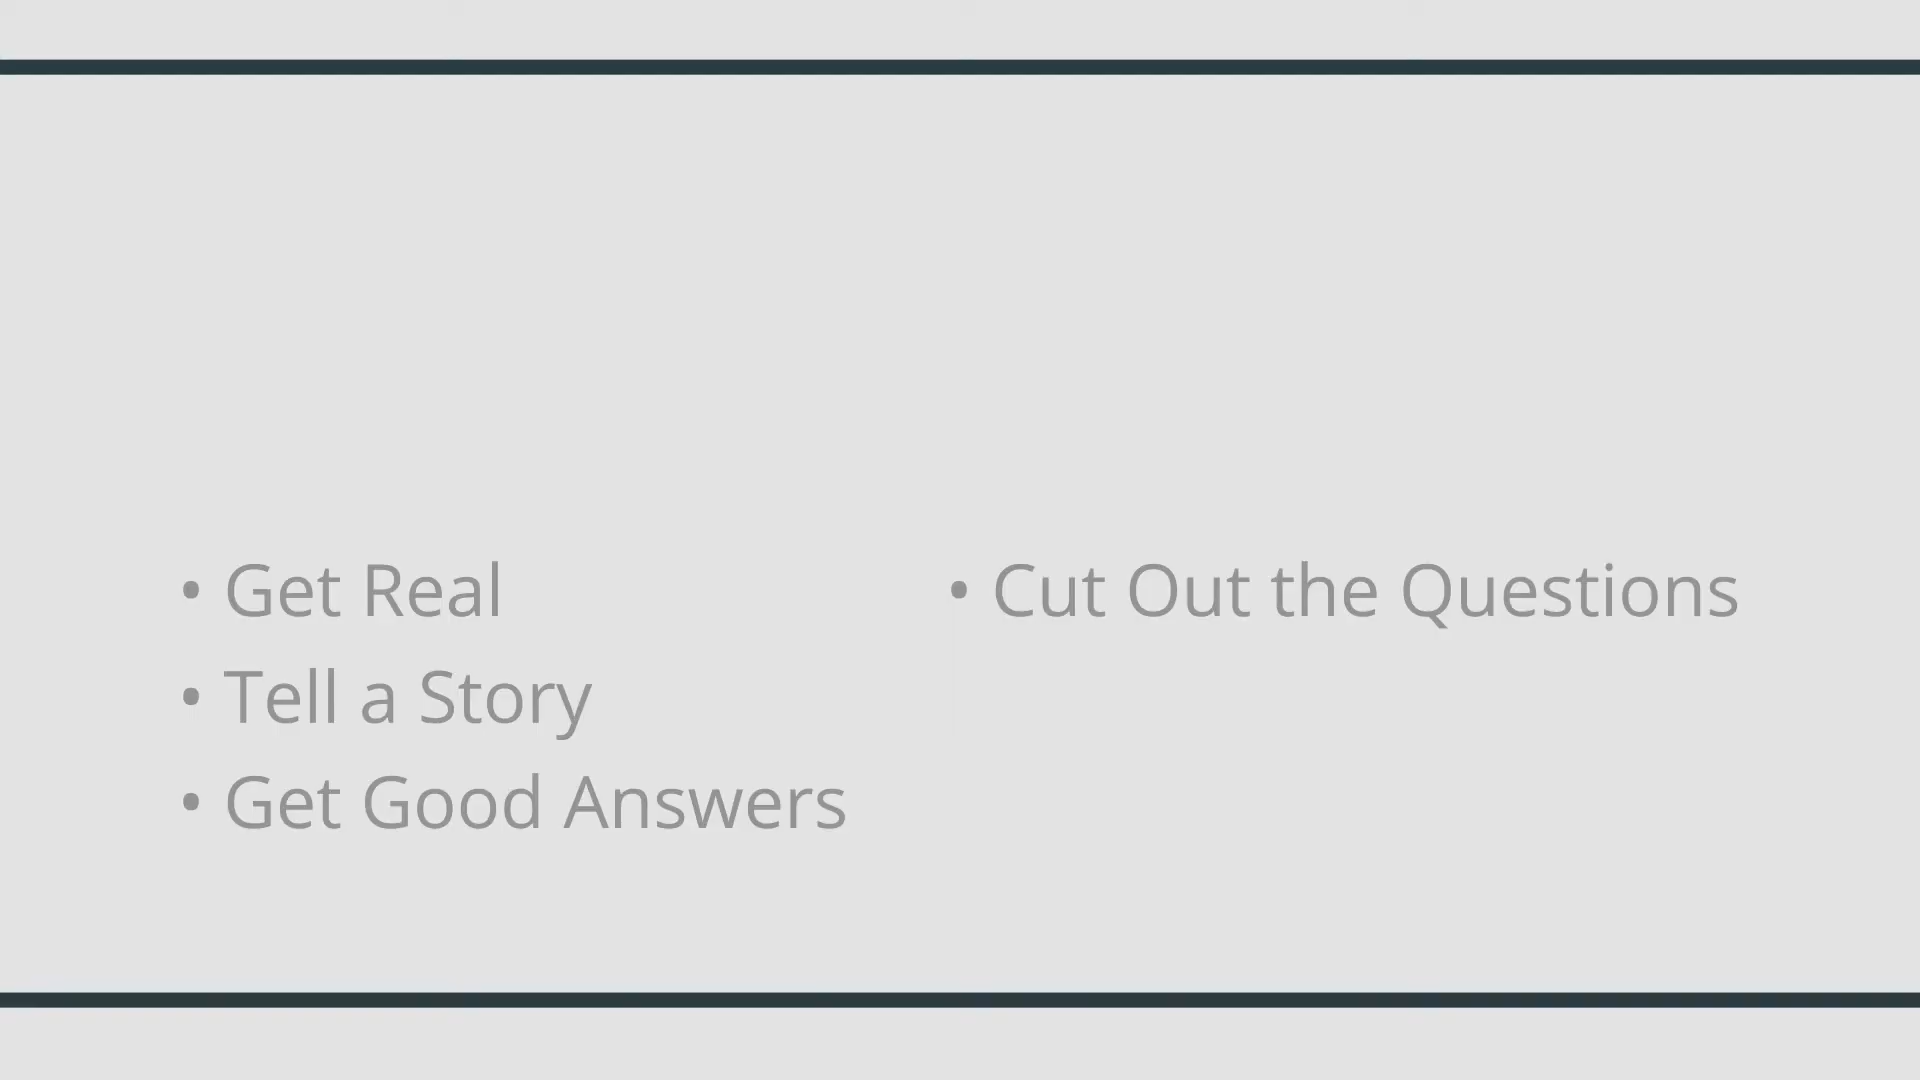 • Get Real
• Tell a Story
• Get Good Answers
• Cut Out the Questions